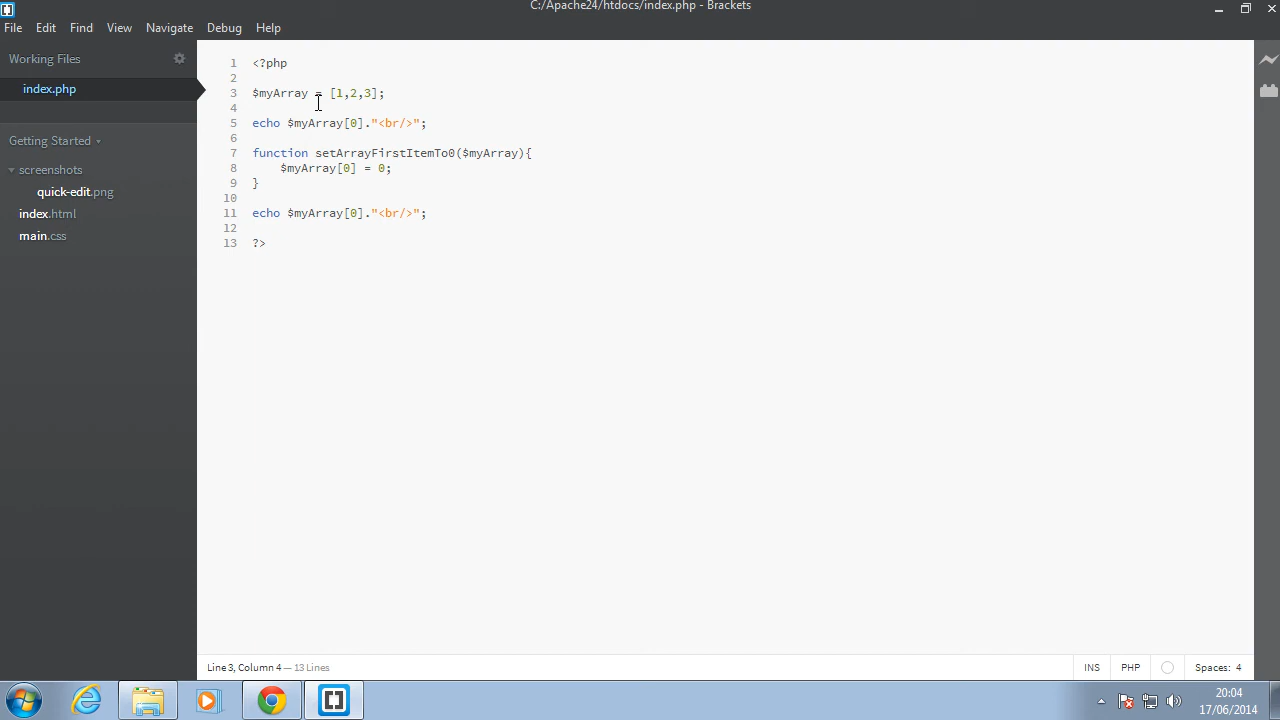 C:/Apache24/htdocs/index.php - Brackets
File Edit Find View Navigate Debug Help
Working Files
index.php
Getting Started
screenshots
quick-edit.png
index.html
main.css
1 <?php
2
3 $myArray = [1,2,3];
4
5 echo $myArray[0]."<br/>";
6
7 function setArrayFirstItemTo0($myArray){
8 $myArray[0] = 0;
9 }
10
11 echo $myArray[0]."<br/>";
12
13 ?>
Line 3, Column 4 — 13 Lines
INS PHP Spaces: 4
20:04
17/06/2014